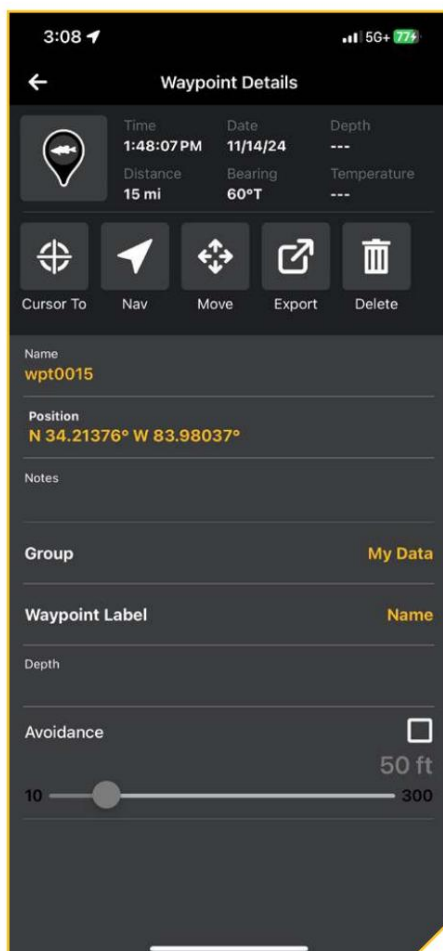 3:08 5G+ 77
Waypoint Details
Time Date Depth
1:48:07 PM 11/14/24 ---
Distance Bearing Temperature
15 mi 60°T ---
Cursor To Nav Move Export Delete
Name
wpt0015
Position
N 34.21376° W 83.98037°
Notes
Group My Data
Waypoint Label Name
Depth
Avoidance
50 ft
10 300